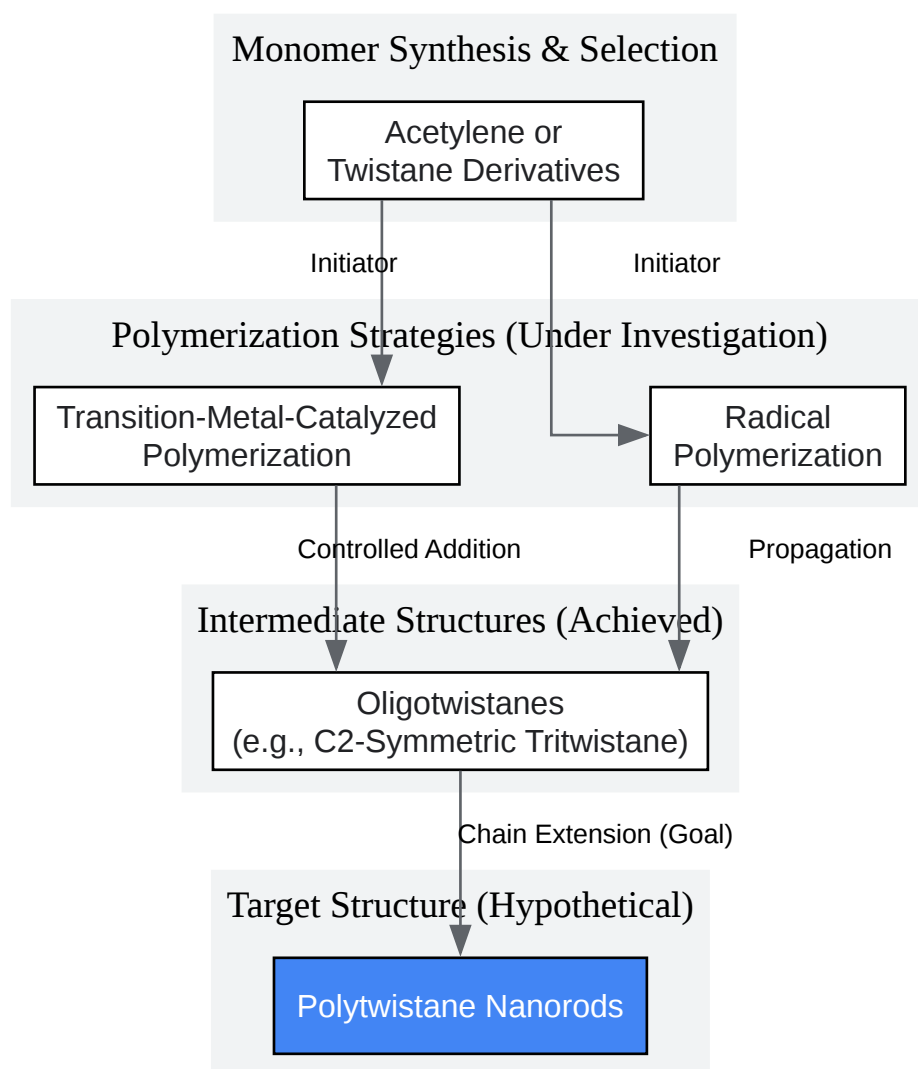 Monomer Synthesis & Selection
Acetylene or
Twistane Derivatives
Initiator
Initiator
Polymerization Strategies (Under Investigation)
Transition-Metal-Catalyzed
Polymerization
Radical
Polymerization
Controlled Addition
Propagation
Intermediate Structures (Achieved)
Oligotwistanes
(e.g., C2-Symmetric Tritwistane)
Chain Extension (Goal)
Target Structure (Hypothetical)
Polytwistane Nanorods